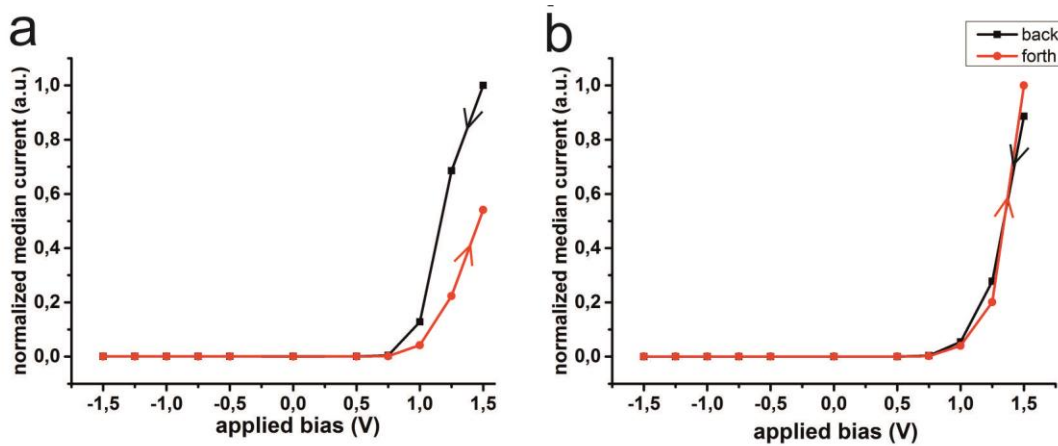 a
normalized median current (a.u.)
1,0
0,8
0,6
0,4
0,2
0,0
-1,5 -1,0 -0,5 0,0 0,5 1,0 1,5
applied bias (V)
b
back
forth
normalized median current (a.u.)
1,0
0,8
0,6
0,4
0,2
0,0
-1,5 -1,0 -0,5 0,0 0,5 1,0 1,5
applied bias (V)